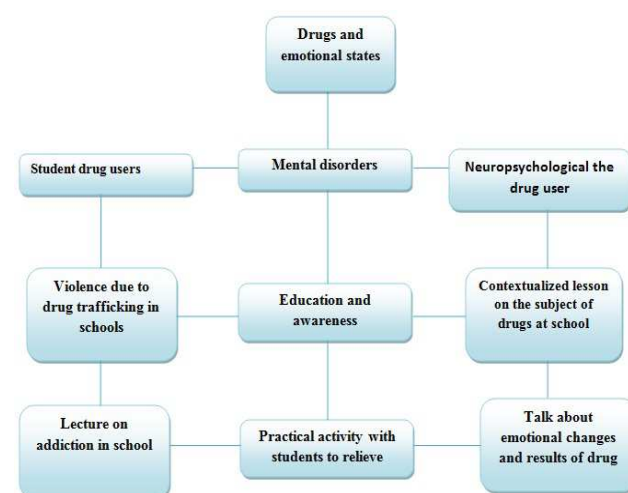 Drugs and
emotional states
Student drug users
Mental disorders
Neuropsychological the
drug user
Violence due to
drug trafficking in
schools
Education and
awareness
Contextualized lesson
on the subject of
drugs at school
Lecture on
addiction in school
Practical activity with
students to relieve
Talk about
emotional changes
and results of drug